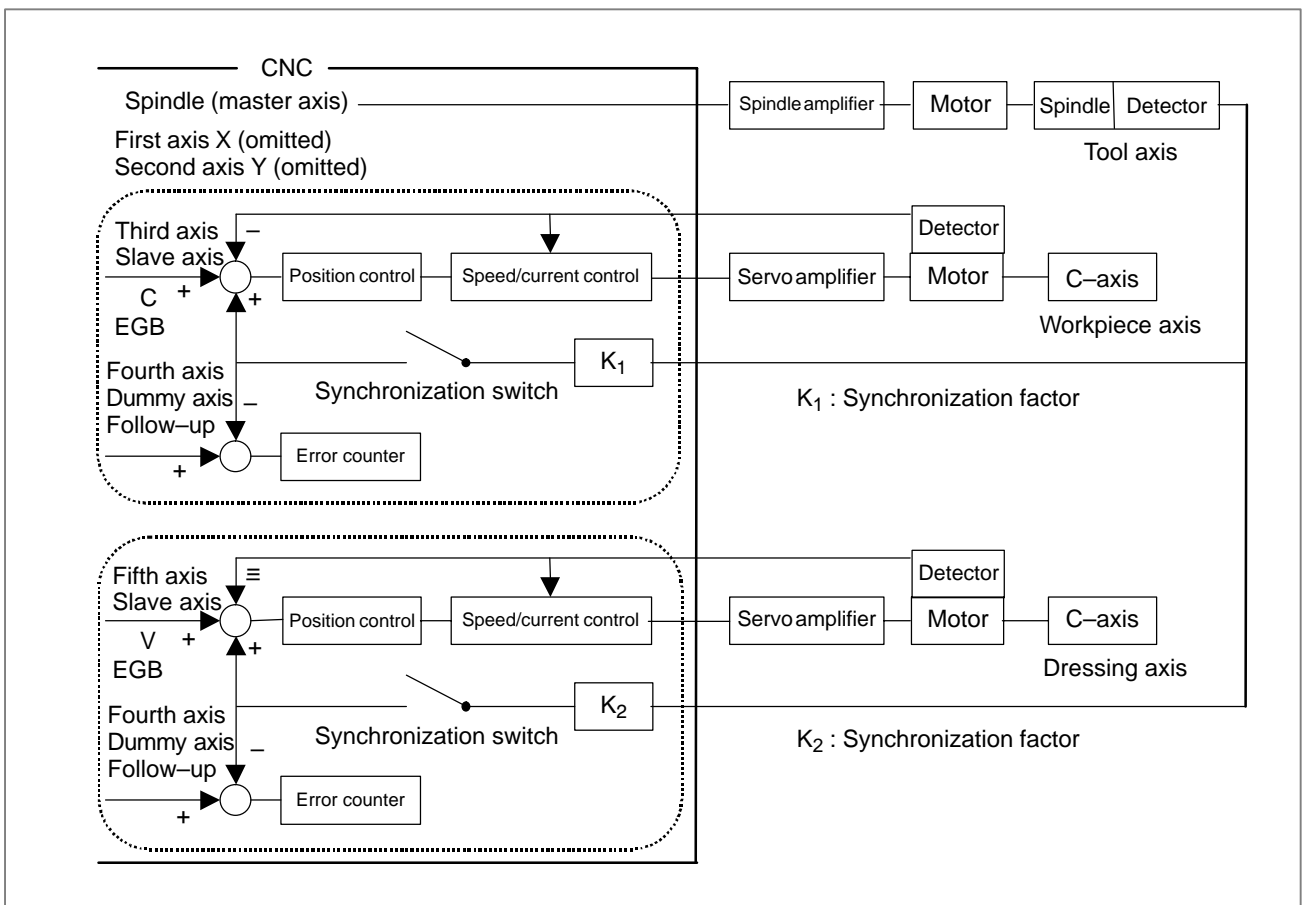 CNC
Spindle (master axis)
Spindle amplifier
Motor
Spindle
Detector
Tool axis
First axis X (omitted)
Second axis Y (omitted)
Third axis
Slave axis
–
+
C
EGB
+
Position control
Speed/current control
Servo amplifier
Detector
Motor
C–axis
Workpiece axis
Synchronization switch
K1
K1 : Synchronization factor
Fourth axis
Dummy axis
Follow–up
–
+
Error counter
Fifth axis
Slave axis
≡
+
V
EGB
+
Position control
Speed/current control
Servo amplifier
Detector
Motor
C–axis
Dressing axis
Synchronization switch
K2
K2 : Synchronization factor
Fourth axis
Dummy axis
Follow–up
–
+
Error counter